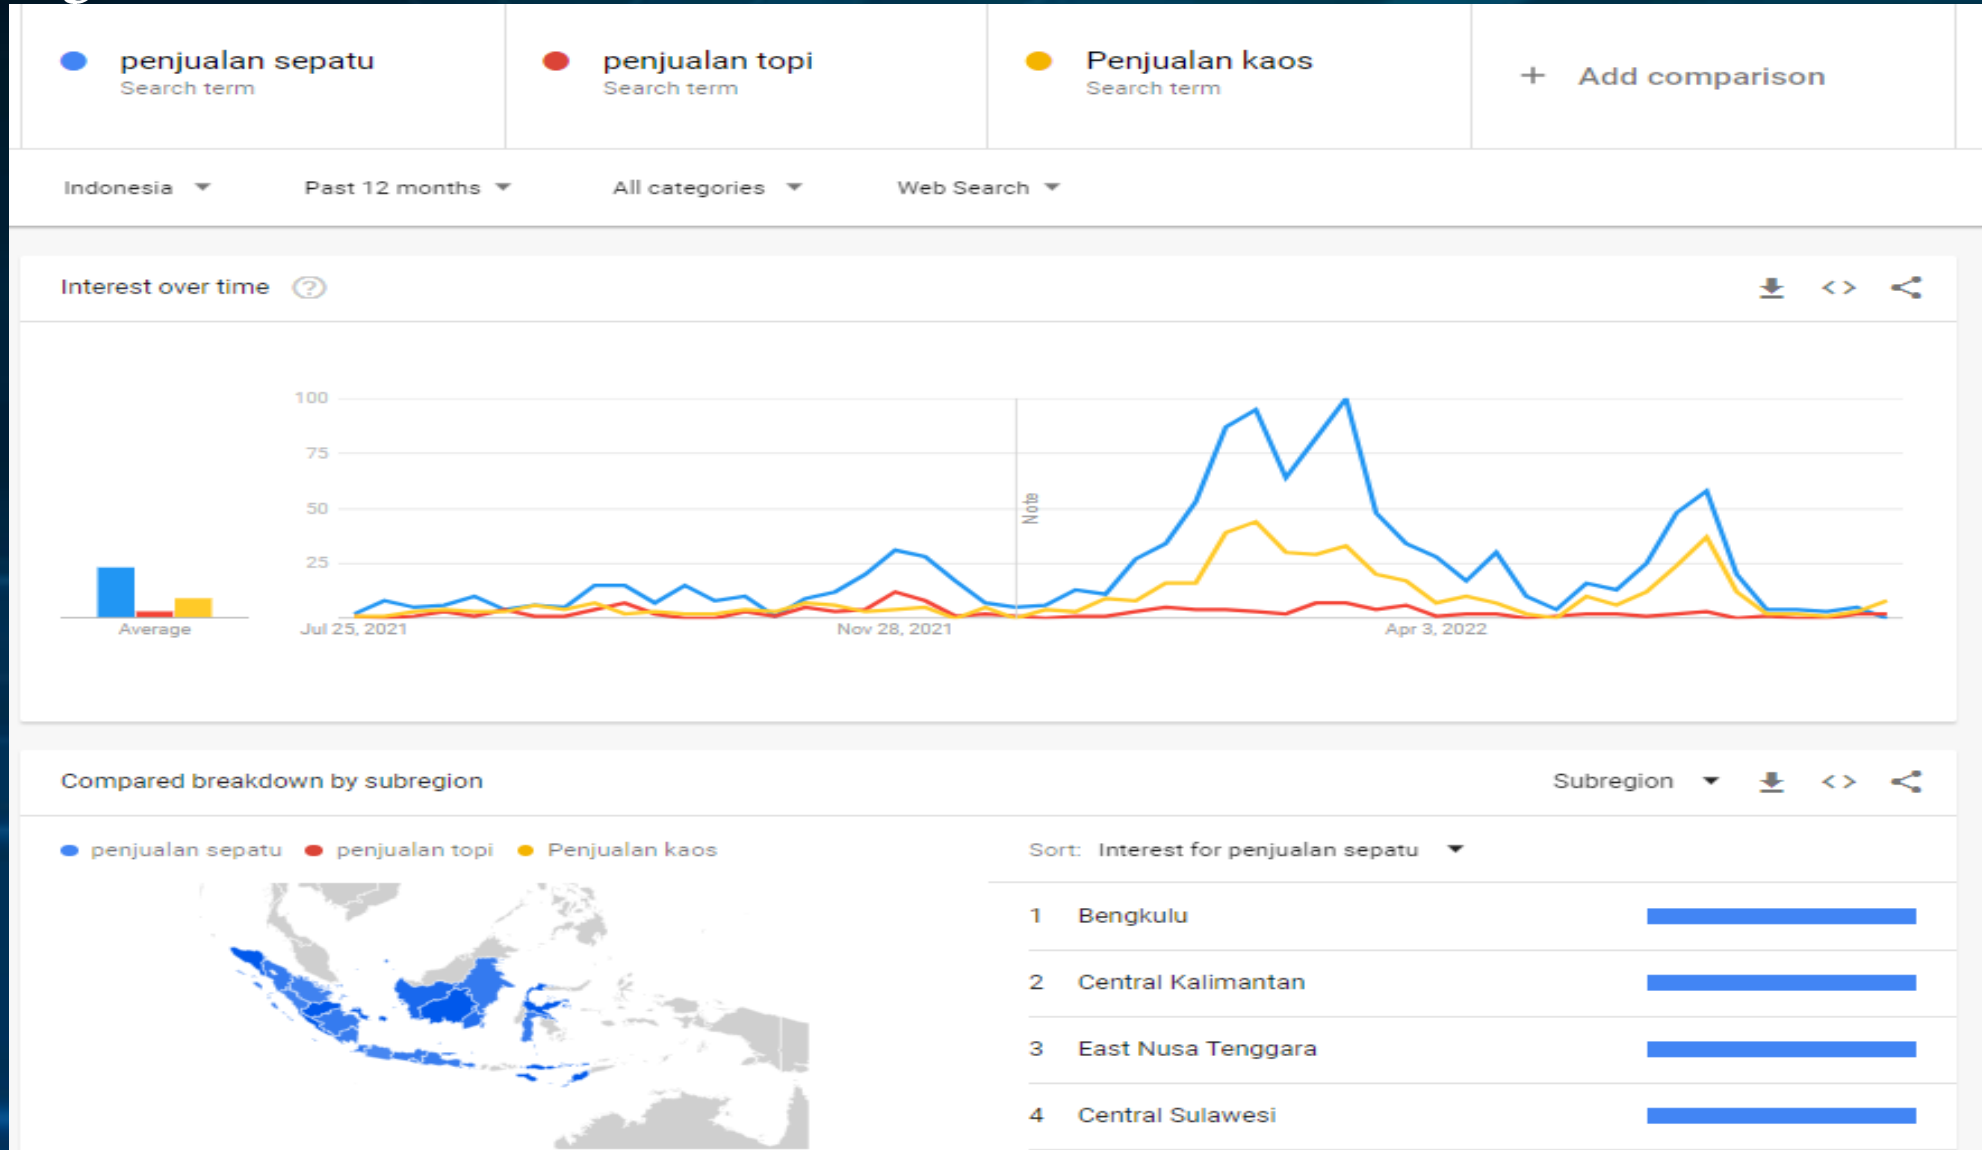 penjualan sepatu
Search term
penjualan topi
Search term
Penjualan kaos
Search term
+ Add comparison
Indonesia
Past 12 months
All categories
Web Search
Interest over time
100
75
50
25
Note
Average
Jul 25, 2021
Nov 28, 2021
Apr 3, 2022
Compared breakdown by subregion
Subregion
penjualan sepatu penjualan topi Penjualan kaos
Sort: Interest for penjualan sepatu
1 Bengkulu
2 Central Kalimantan
3 East Nusa Tenggara
4 Central Sulawesi